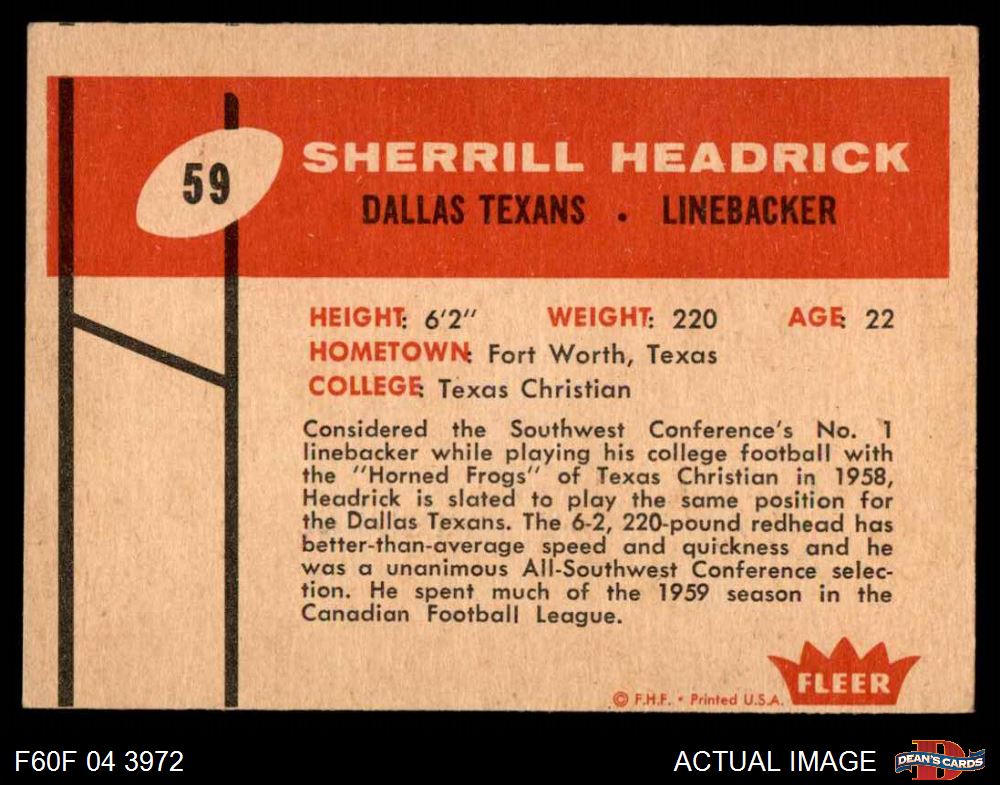 59
SHERRILL HEADRICK
DALLAS TEXANS . LINEBACKER
HEIGHT: 6'2" WEIGHT: 220 AGE: 22
HOMETOWN: Fort Worth, Texas
COLLEGE: Texas Christian
Considered the Southwest Conference's No. 1
linebacker while playing his college football with
the "Horned Frogs" of Texas Christian in 1958,
Headrick is slated to play the same position for
the Dallas Texans. The 6-2, 220-pound redhead has
better-than-average speed and quickness and he
was a unanimous All-Southwest Conference selec-
tion. He spent much of the 1959 season in the
Canadian Football League.
FLEER
© F.H.F. • Printed U.S.A.
F60F 04 3972 ACTUAL IMAGE D DEAN'S CARDS